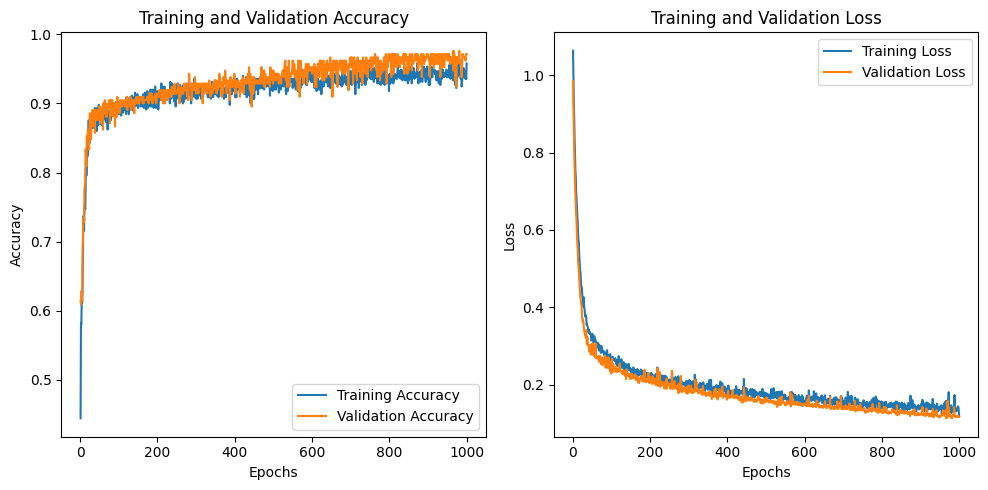 Training and Validation Accuracy
1.0
0.9
0.8
0.7
0.6
0.5
Accuracy
0
200
400
600
800
1000
Epochs
Training Accuracy
Validation Accuracy
Training and Validation Loss
1.0
0.8
0.6
0.4
0.2
Loss
0
200
400
600
800
1000
Epochs
Training Loss
Validation Loss